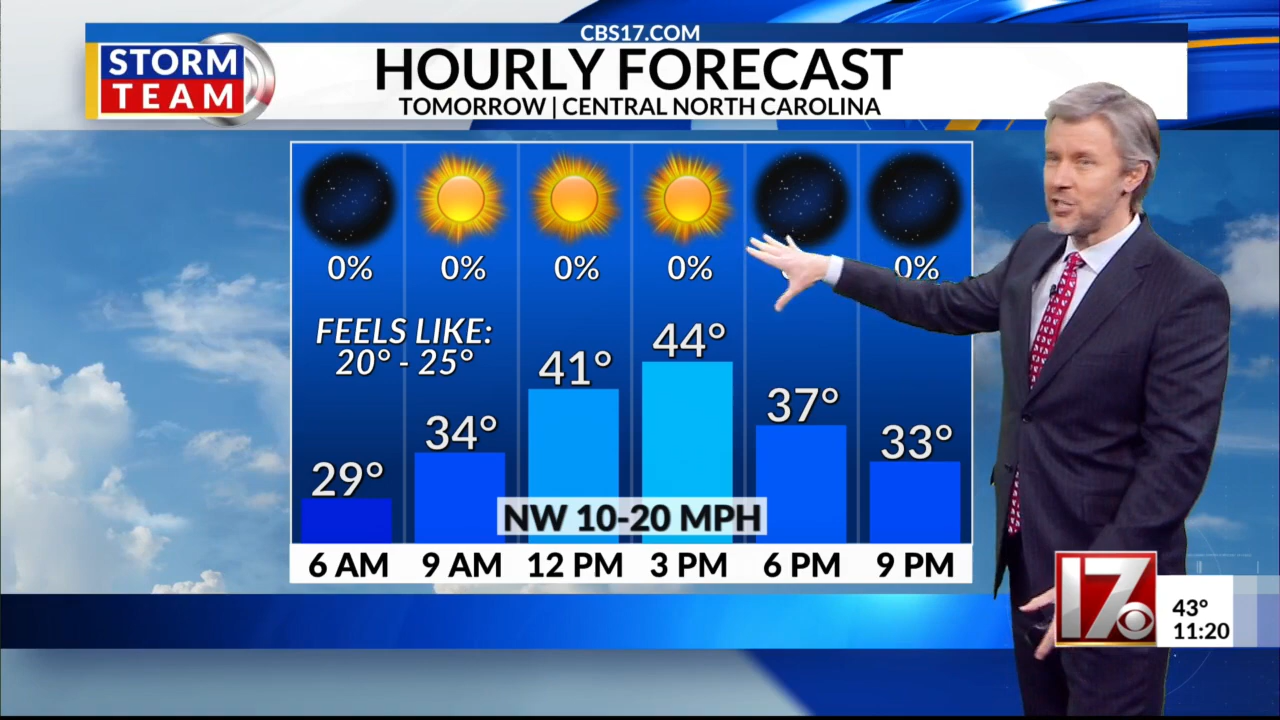 CBS17.COM
STORM
TEAM
HOURLY FORECAST
TOMORROW | CENTRAL NORTH CAROLINA
0% 0% 0% 0% 0%
FEELS LIKE:
20° - 25°
29° 34° 41° 44° 37° 33°
NW 10-20 MPH
6 AM 9 AM 12 PM 3 PM 6 PM 9 PM
17
43°
11:20